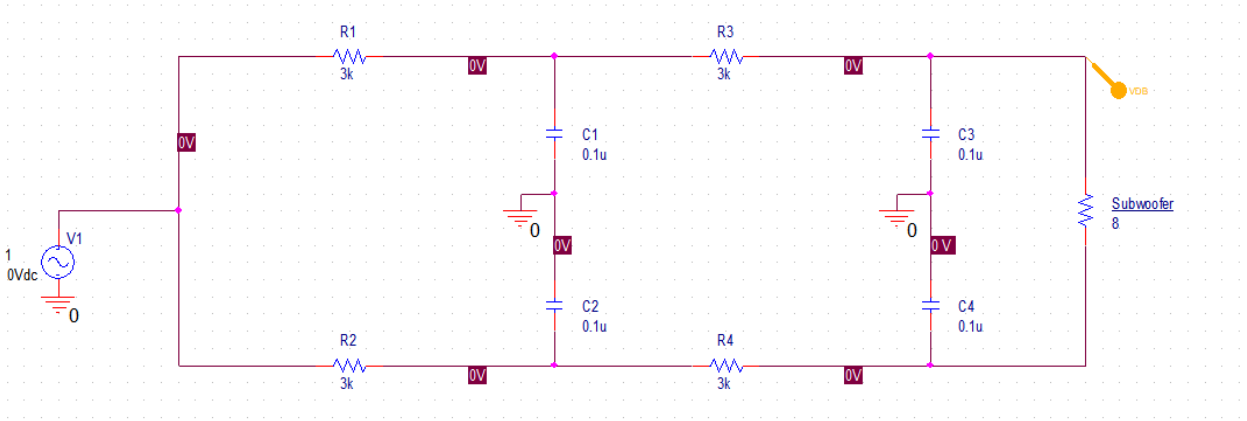 R1
3k
R3
3k
0V
0V
VDB
0V
C1
0.1u
C3
0.1u
Subwoofer
8
0
0
V1
1
0Vdc
0
0V
0 V
C2
0.1u
C4
0.1u
R2
3k
R4
3k
0V
0V